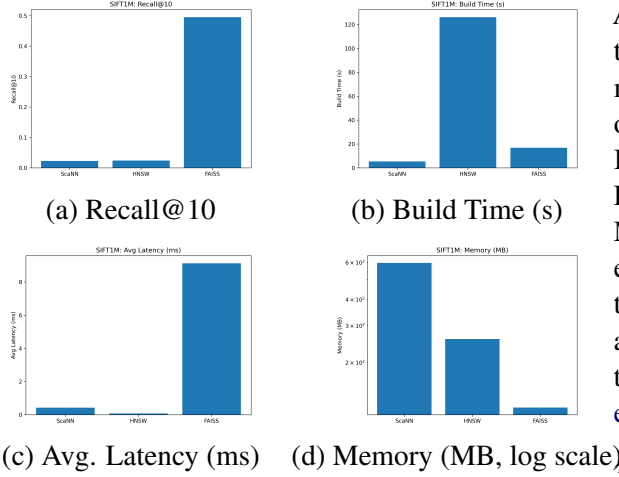 SIFT1M: Recall@10
Recall@10
0.5
0.4
0.3
0.2
0.1
0.0
ScaNN HNSW FAISS
(a) Recall@10
SIFT1M: Build Time (s)
Build Time (s)
120
100
80
60
40
20
0
ScaNN HNSW FAISS
(b) Build Time (s)
SIFT1M: Avg Latency (ms)
Avg Latency (ms)
8
6
4
2
0
ScaNN HNSW FAISS
(c) Avg. Latency (ms)
SIFT1M: Memory (MB)
Memory (MB)
6 × 10²
4 × 10²
3 × 10²
2 × 10²
ScaNN HNSW FAISS
(d) Memory (MB, log scale)